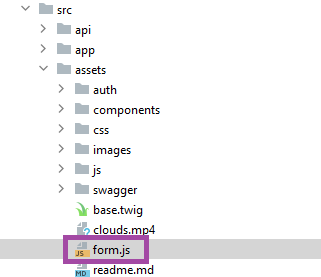 src
api
app
assets
auth
components
css
images
js
swagger
base.twig
clouds.mp4
JS form.js
MD readme.md